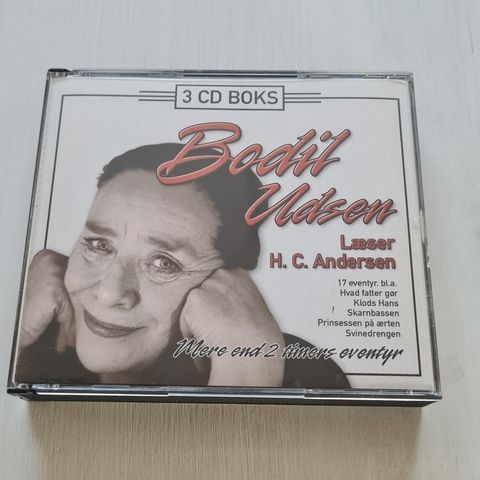 3 CD BOKS
Bodil
Udsen
Læser
H. C. Andersen
17 eventyr. bl.a.
Hvad fatter gør
Klods Hans
Skarnbassen
Prinsessen på ærten
Svinedrengen
Mere end 2 timers eventyr